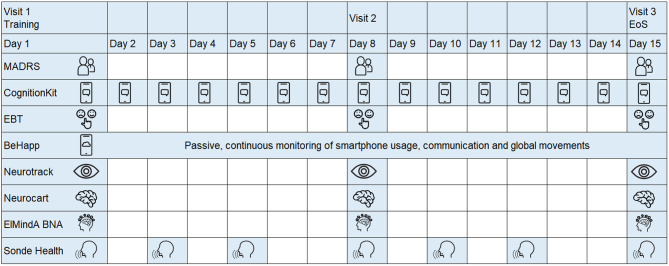 Visit 1
Training
Visit 2
Visit 3
EoS
Day 1 Day 2 Day 3 Day 4 Day 5 Day 6 Day 7 Day 8 Day 9 Day 10 Day 11 Day 12 Day 13 Day 14 Day 15
MADRS
CognitionKit
EBT
BeHapp Passive, continuous monitoring of smartphone usage, communication and global movements
Neurotrack
Neurocart
ElMindA BNA
Sonde Health